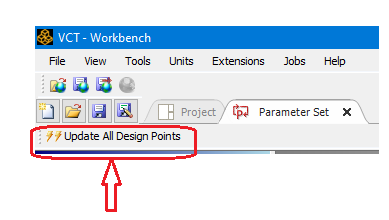 VCT - Workbench
File View Tools Units Extensions Jobs Help
Project Parameter Set
Update All Design Points